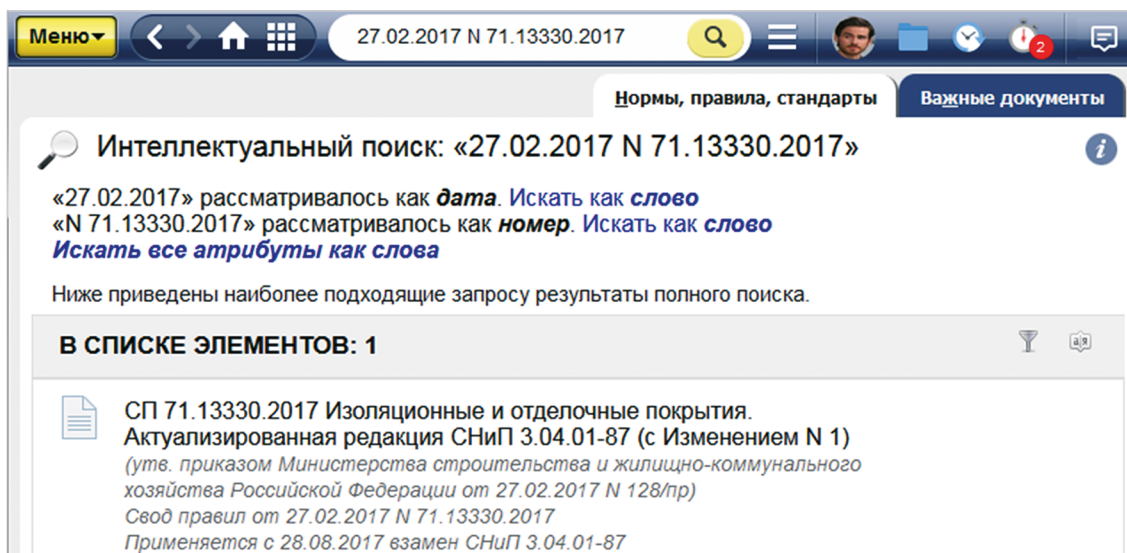 Меню
27.02.2017 N 71.13330.2017
2
Нормы, правила, стандарты
Важные документы
Интеллектуальный поиск: «27.02.2017 N 71.13330.2017»
i
«27.02.2017» рассматривалось как дата. Искать как слово
«N 71.13330.2017» рассматривалось как номер. Искать как слово
Искать все атрибуты как слова
Ниже приведены наиболее подходящие запросу результаты полного поиска.
В СПИСКЕ ЭЛЕМЕНТОВ: 1
а я
СП 71.13330.2017 Изоляционные и отделочные покрытия.
Актуализированная редакция СНиП 3.04.01-87 (с Изменением N 1)
(утв. приказом Министерства строительства и жилищно-коммунального
хозяйства Российской Федерации от 27.02.2017 N 128/пр)
Свод правил от 27.02.2017 N 71.13330.2017
Применяется с 28.08.2017 взамен СНиП 3.04.01-87